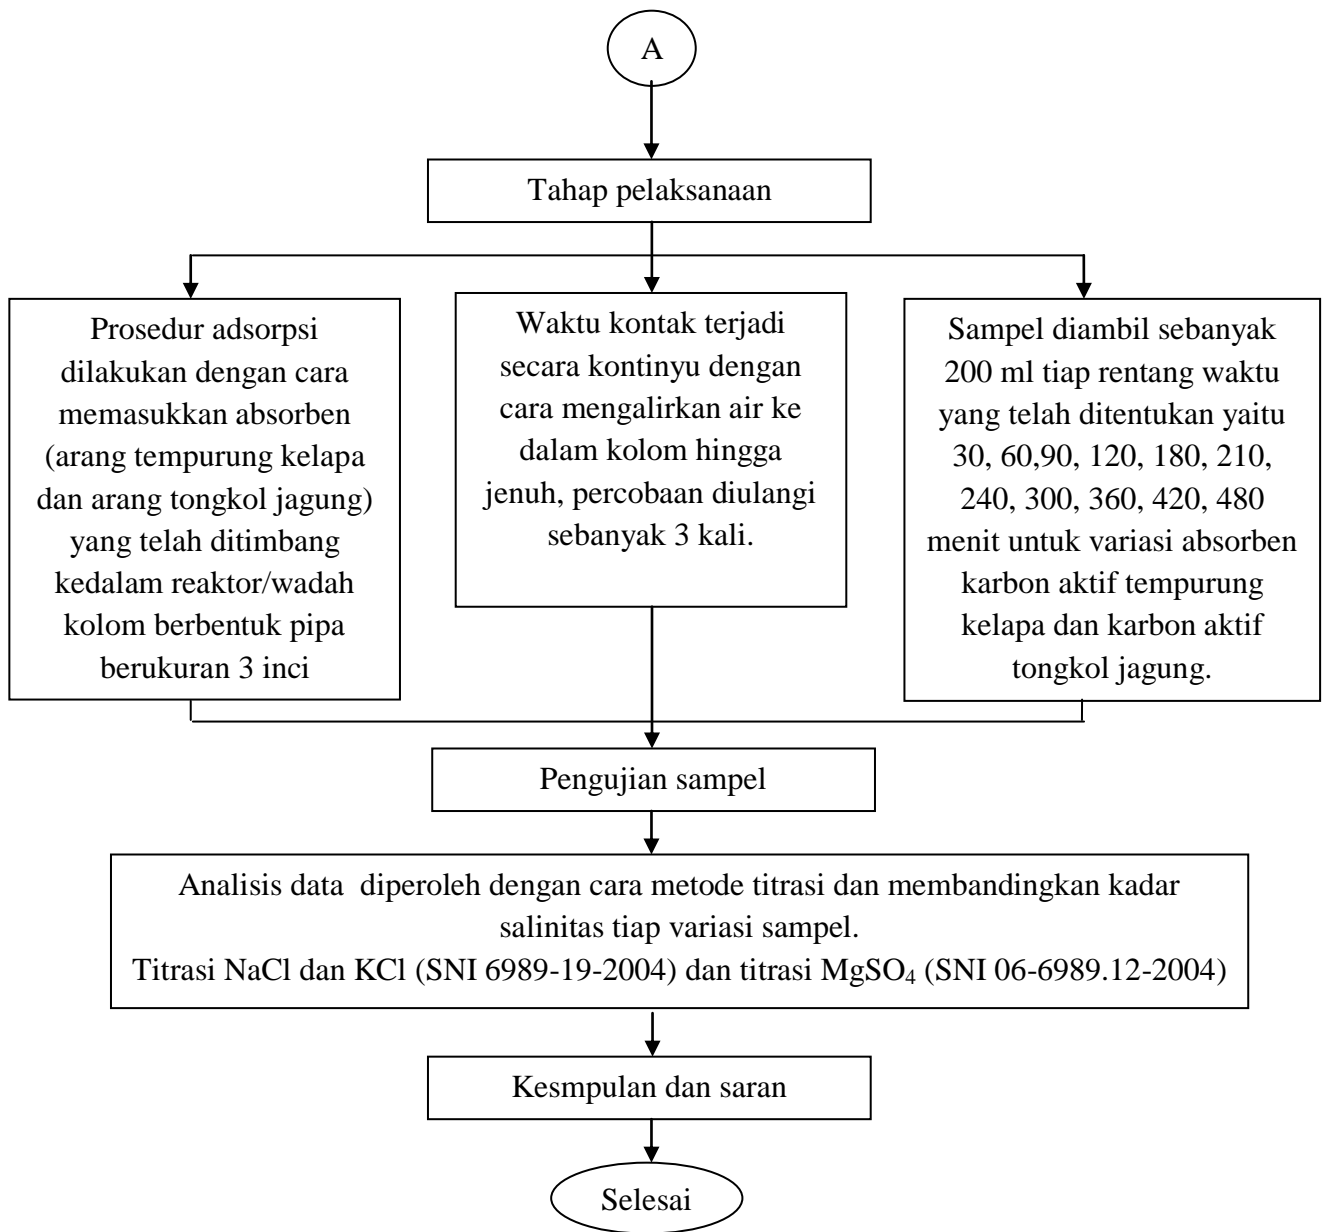 A
Tahap pelaksanaan
Prosedur adsorpsi
dilakukan dengan cara
memasukkan absorben
(arang tempurung kelapa
dan arang tongkol jagung)
yang telah ditimbang
kedalam reaktor/wadah
kolom berbentuk pipa
berukuran 3 inci
Waktu kontak terjadi
secara kontinyu dengan
cara mengalirkan air ke
dalam kolom hingga
jenuh, percobaan diulangi
sebanyak 3 kali.
Sampel diambil sebanyak
200 ml tiap rentang waktu
yang telah ditentukan yaitu
30, 60,90, 120, 180, 210,
240, 300, 360, 420, 480
menit untuk variasi absorben
karbon aktif tempurung
kelapa dan karbon aktif
tongkol jagung.
Pengujian sampel
Analisis data  diperoleh dengan cara metode titrasi dan membandingkan kadar
salinitas tiap variasi sampel.
Titrasi NaCl dan KCl (SNI 6989-19-2004) dan titrasi MgSO₄ (SNI 06-6989.12-2004)
Kesmpulan dan saran
Selesai